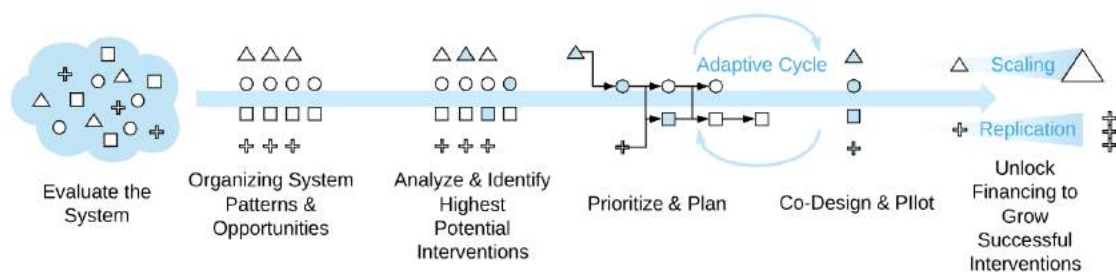 Adaptive Cycle
Scaling
Replication
Evaluate the
System
Organizing System
Patterns &
Opportunities
Analyze & Identify
Highest
Potential
Interventions
Prioritize & Plan
Co-Design & PIlot
Unlock
Financing to
Grow
Successful
Interventions